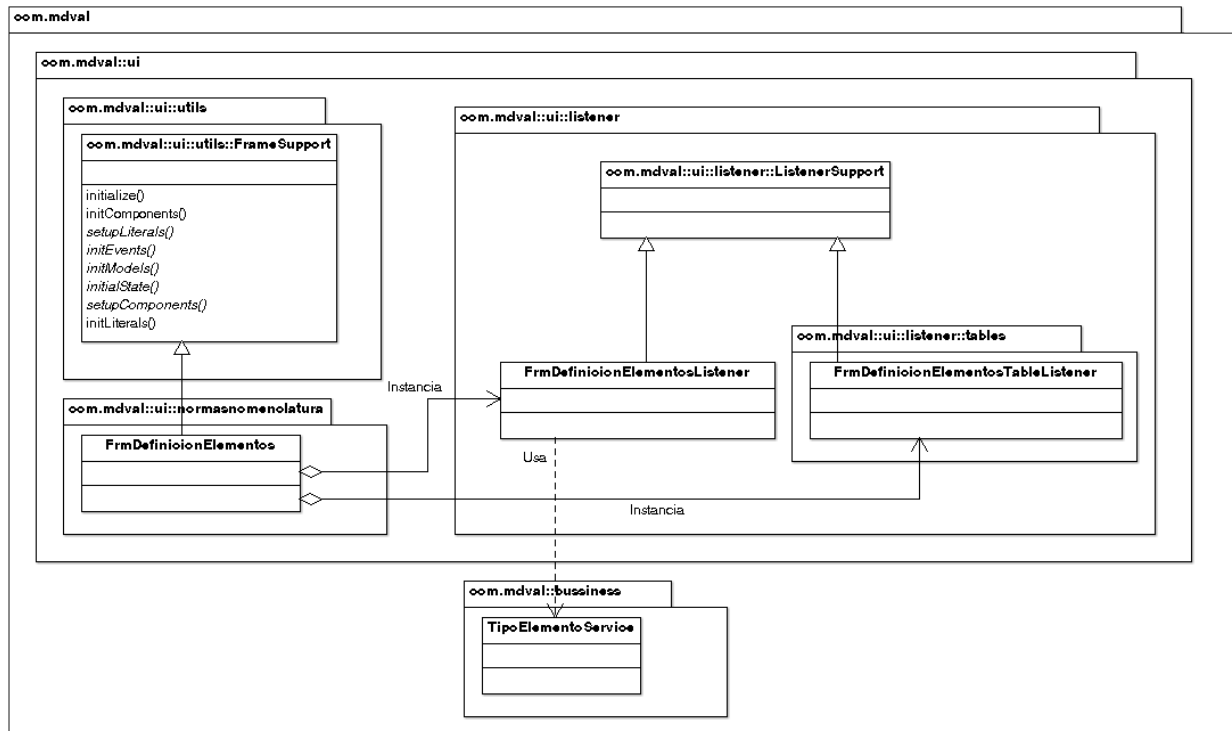 com.mdval
com.mdval::ui
com.mdval::ui::utils
com.mdval::ui::utils::FrameSupport
initialize()
initComponents()
setupLiterals()
initEvents()
initModels()
initialState()
setupComponents()
initLiterals()
com.mdval::ui::listener
com.mdval::ui::listener::ListenerSupport
com.mdval::ui::listener::tables
FrmDefinicionElementosListener
FrmDefinicionElementosTableListener
Instancia
com.mdval::ui::normasnomenclatura
FrmDefinicionElementos
Usa
Instancia
com.mdval::bussiness
TipoElementoService